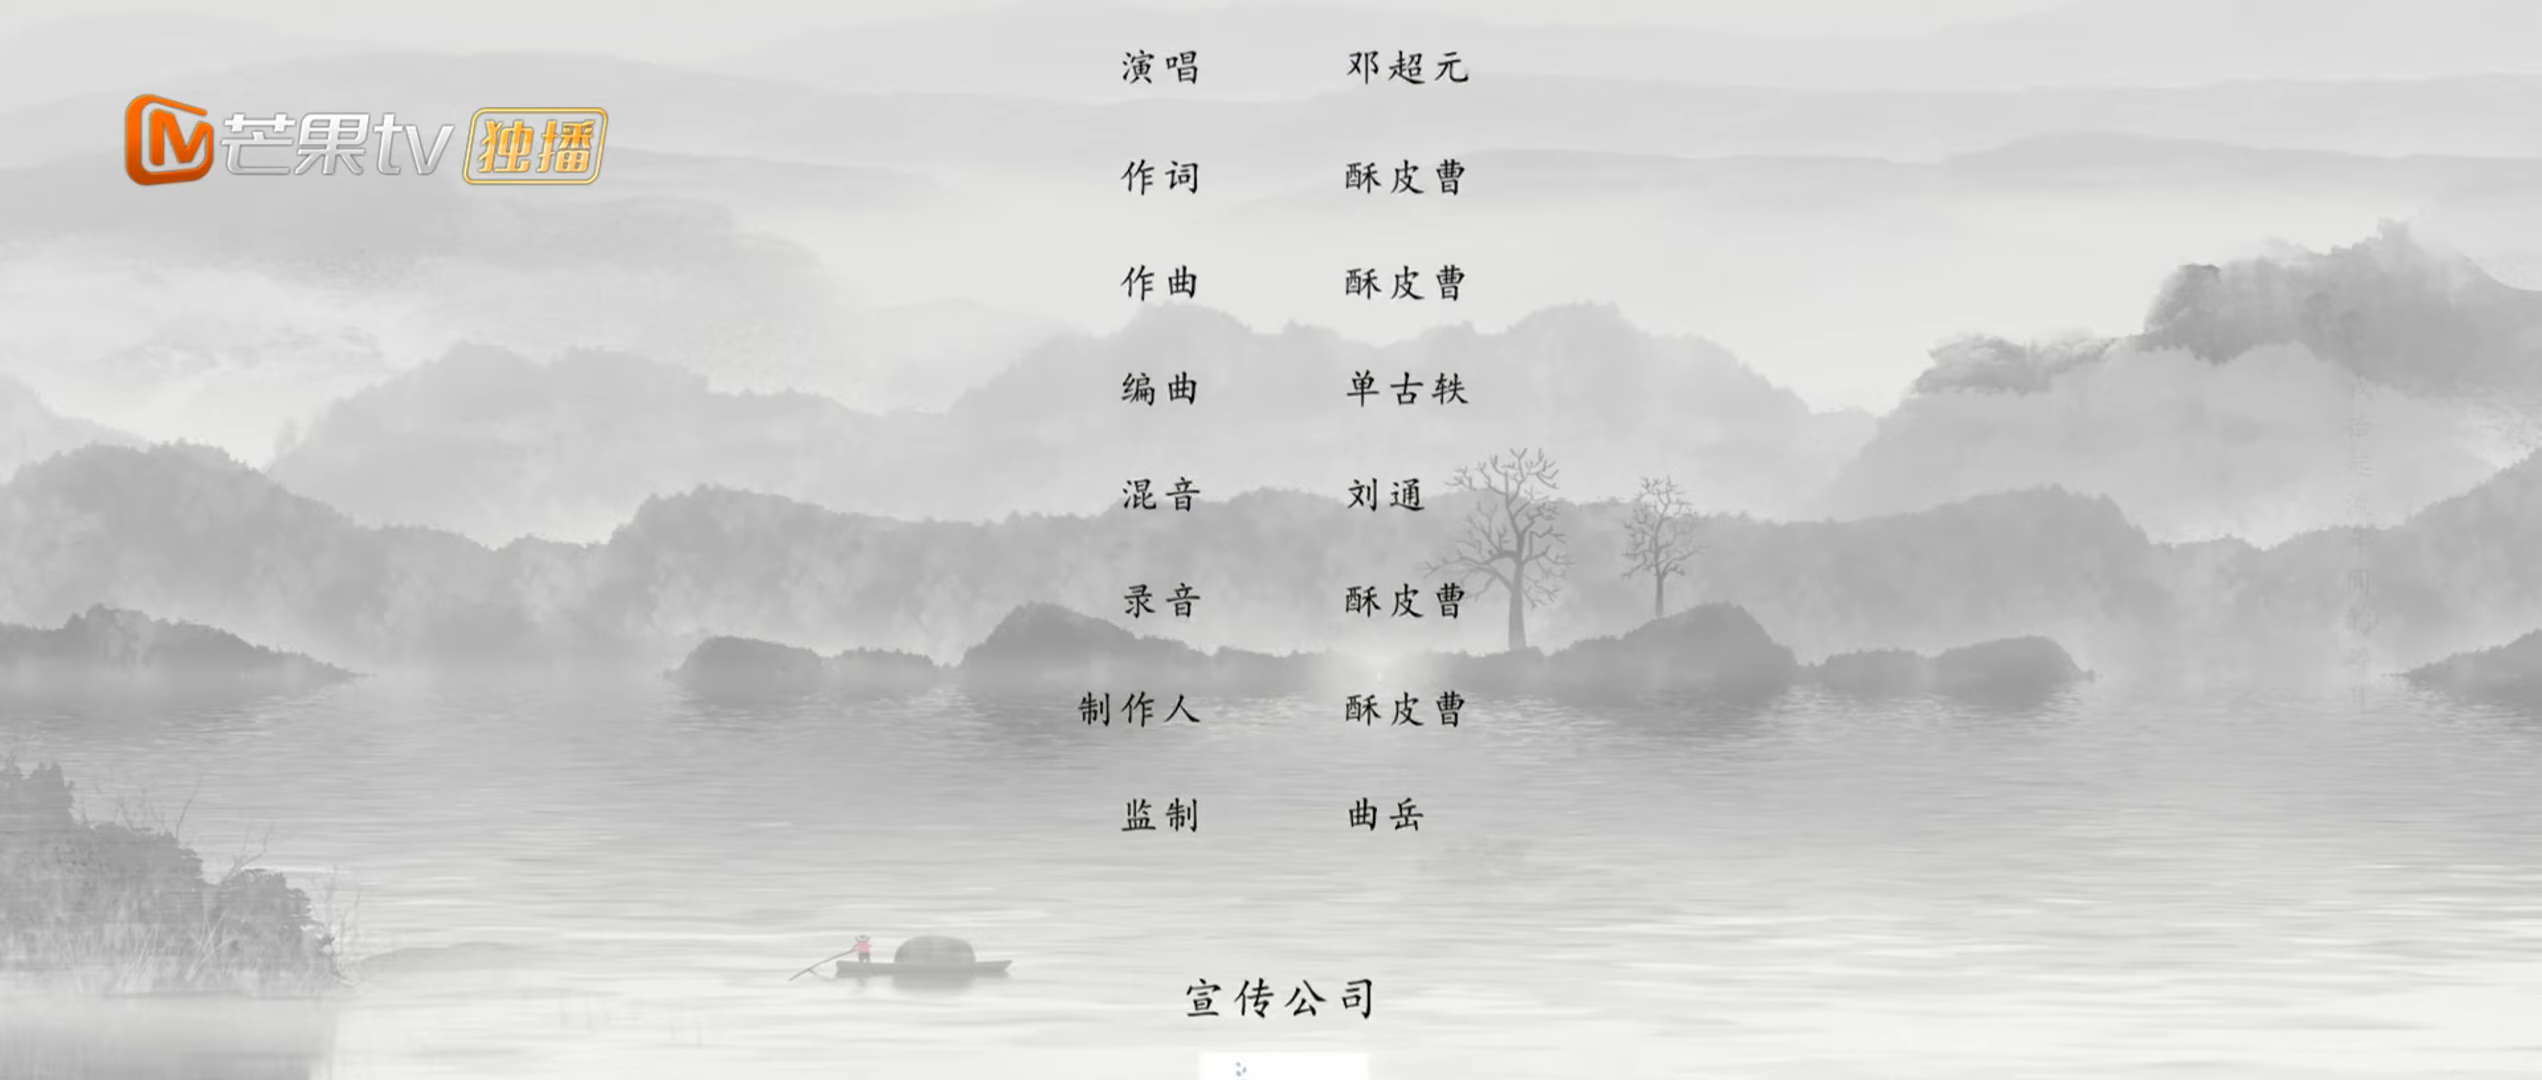 芒果tv 独播
演唱 邓超元
作词 酥皮曹
作曲 酥皮曹
编曲 单古轶
混音 刘通
录音 酥皮曹
制作人 酥皮曹
监制 曲岳
宣传公司